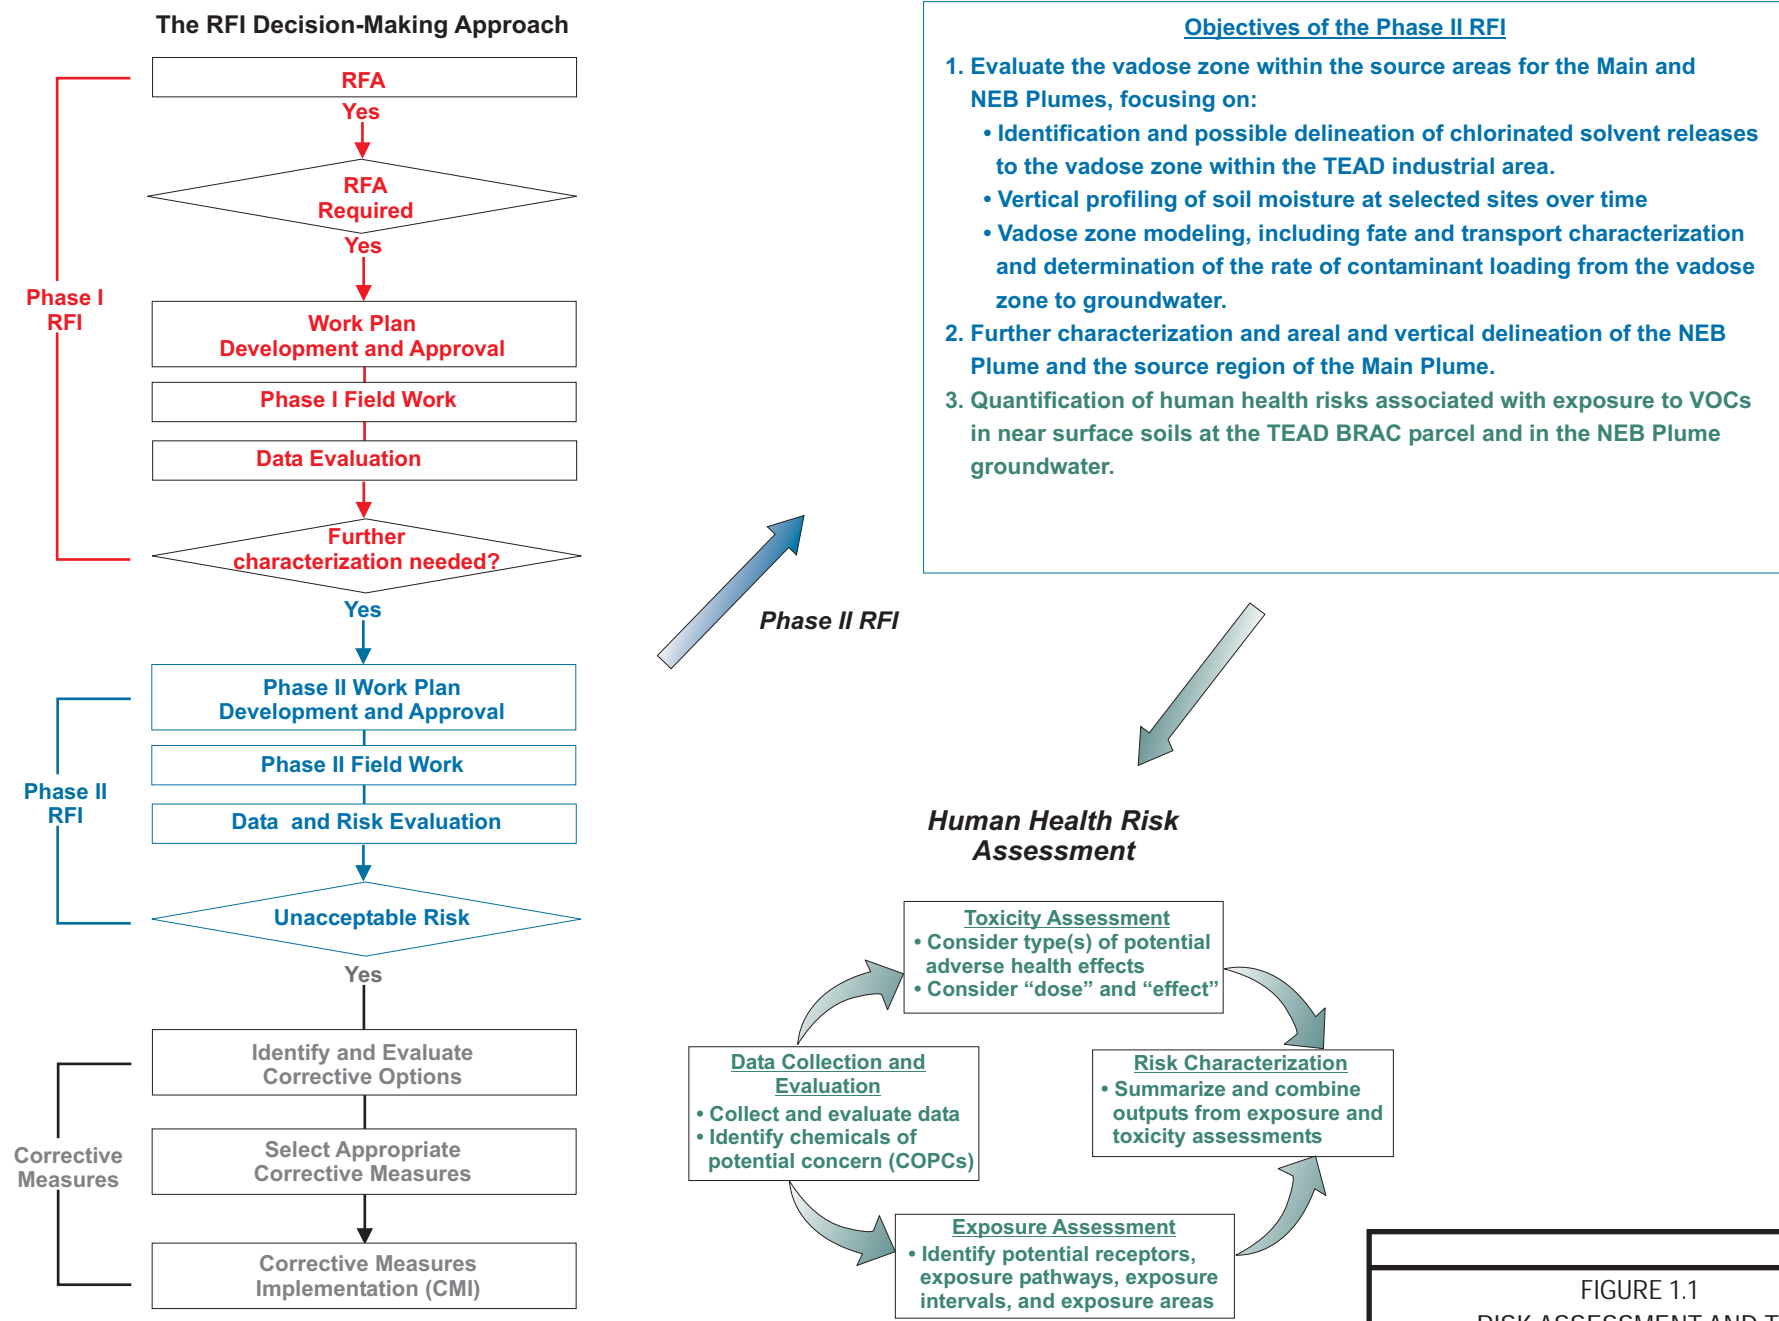 The RFI Decision-Making Approach
RFA
Yes
RFA
Required
Yes
Work Plan
Development and Approval
Phase I Field Work
Data Evaluation
Further
characterization needed?
Phase I
RFI
Yes
Phase II Work Plan
Development and Approval
Phase II Field Work
Data and Risk Evaluation
Unacceptable Risk
Phase II
RFI
Yes
Identify and Evaluate
Corrective Options
Select Appropriate
Corrective Measures
Corrective Measures
Implementation (CMI)
Corrective
Measures
Phase II RFI
Objectives of the Phase II RFI
1. Evaluate the vadose zone within the source areas for the Main and
NEB Plumes, focusing on:
• Identification and possible delineation of chlorinated solvent releases
to the vadose zone within the TEAD industrial area.
• Vertical profiling of soil moisture at selected sites over time
• Vadose zone modeling, including fate and transport characterization
and determination of the rate of contaminant loading from the vadose
zone to groundwater.
2. Further characterization and areal and vertical delineation of the NEB
Plume and the source region of the Main Plume.
3. Quantification of human health risks associated with exposure to VOCs
in near surface soils at the TEAD BRAC parcel and in the NEB Plume
groundwater.
Human Health Risk
Assessment
Toxicity Assessment
• Consider type(s) of potential
adverse health effects
• Consider “dose” and “effect”
Data Collection and
Evaluation
• Collect and evaluate data
• Identify chemicals of
potential concern (COPCs)
Risk Characterization
• Summarize and combine
outputs from exposure and
toxicity assessments
Exposure Assessment
• Identify potential receptors,
exposure pathways, exposure
intervals, and exposure areas
FIGURE 1.1
RISK ASSESSMENT AND T